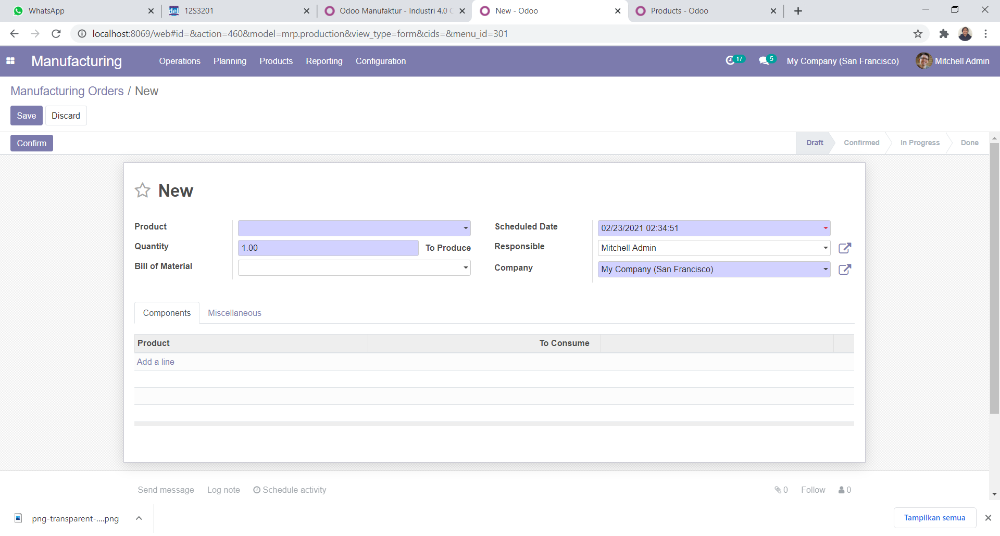 WhatsApp
12S3201
Odoo Manufaktur - Industri 4.0
New - Odoo
Products - Odoo
localhost:8069/web#id=&action=460&model=mrp.production&view_type=form&cids=&menu_id=301
Manufacturing
Operations
Planning
Products
Reporting
Configuration
17
5
My Company (San Francisco)
Mitchell Admin
Manufacturing Orders / New
Save
Discard
Confirm
Draft
Confirmed
In Progress
Done
New
Product
Quantity
1.00
To Produce
Bill of Material
Scheduled Date
02/23/2021 02:34:51
Responsible
Mitchell Admin
Company
My Company (San Francisco)
Components
Miscellaneous
Product
To Consume
Add a line
Send message
Log note
Schedule activity
0
Follow
0
png-transparent-....png
Tampilkan semua